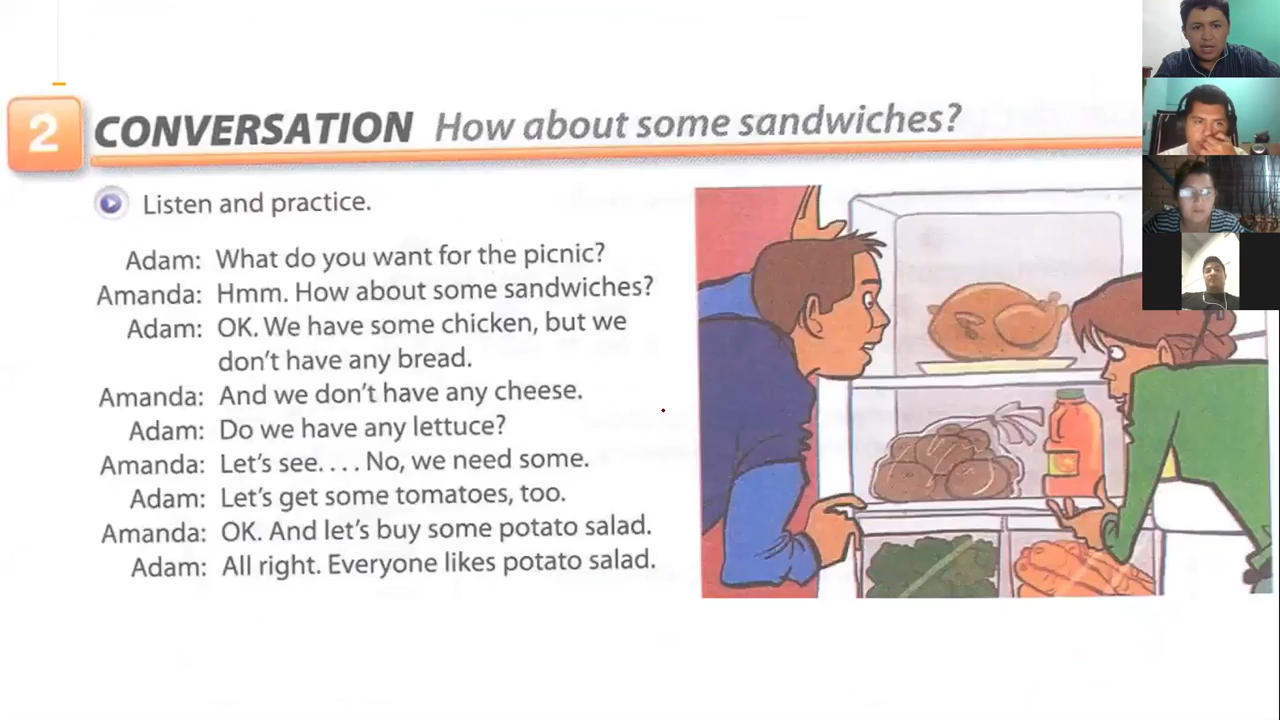 2 CONVERSATION How about some sandwiches?
Listen and practice.
Adam: What do you want for the picnic?
Amanda: Hmm. How about some sandwiches?
Adam: OK. We have some chicken, but we
don't have any bread.
Amanda: And we don't have any cheese.
Adam: Do we have any lettuce?
Amanda: Let's see. . . . No, we need some.
Adam: Let's get some tomatoes, too.
Amanda: OK. And let's buy some potato salad.
Adam: All right. Everyone likes potato salad.